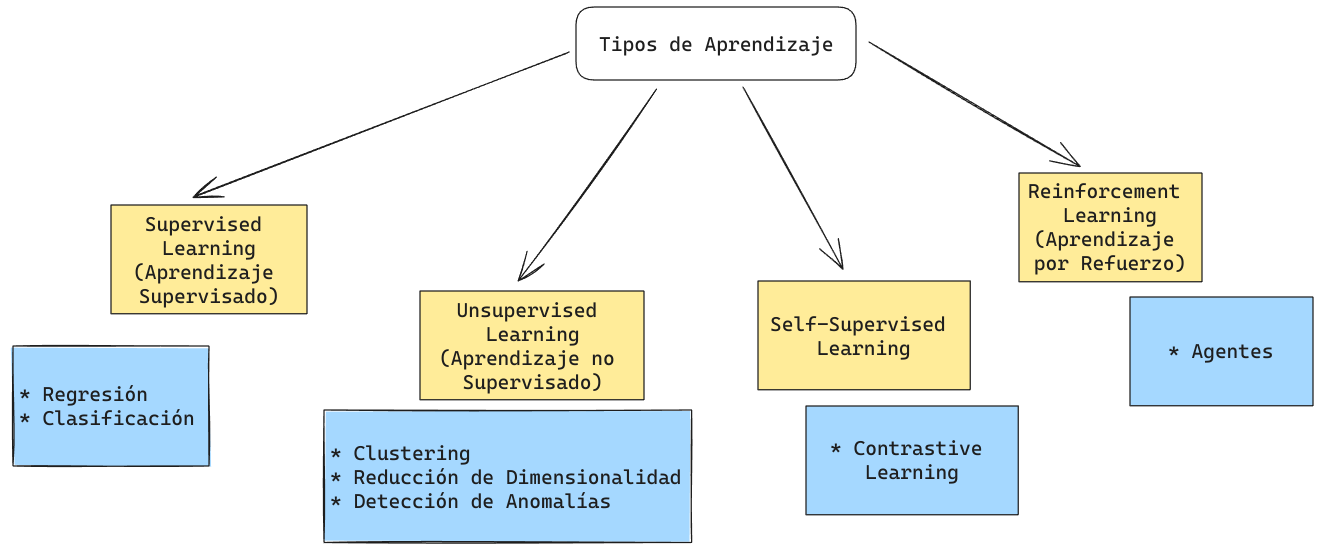 Tipos de Aprendizaje
Supervised
Learning
(Aprendizaje
Supervisado)
* Regresión
* Clasificación
Unsupervised
Learning
(Aprendizaje no
Supervisado)
* Clustering
* Reducción de Dimensionalidad
* Detección de Anomalías
Self-Supervised
Learning
* Contrastive
Learning
Reinforcement
Learning
(Aprendizaje
por Refuerzo)
* Agentes